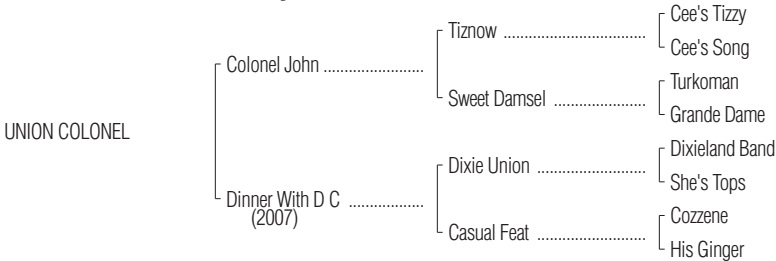 Cee's Tizzy
Tiznow ..................................
Cee's Song
Colonel John ........................
Turkoman
Sweet Damsel ......................
Grande Dame
UNION COLONEL
Dixieland Band
Dixie Union ..........................
She's Tops
Dinner With D C ..................
(2007)
Cozzene
Casual Feat ..........................
His Ginger